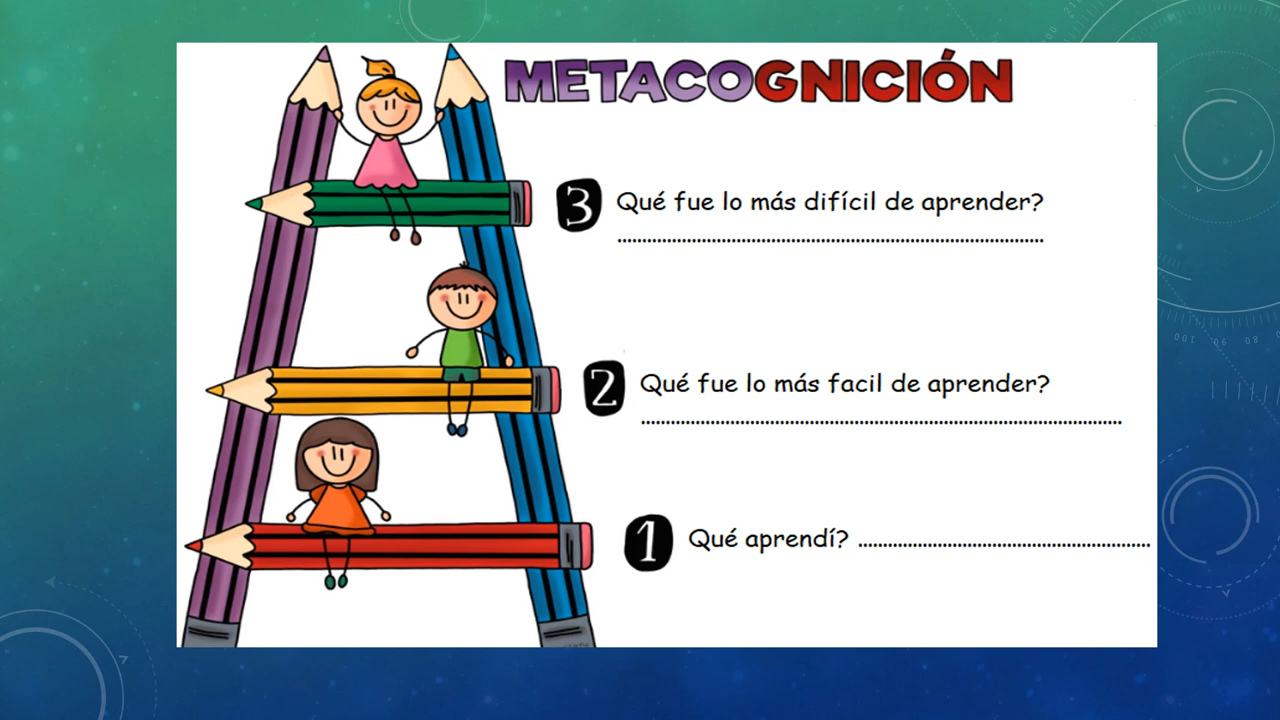 METACOGNICIÓN
3 Qué fue lo más difícil de aprender?
......................................................................................
2 Qué fue lo más facil de aprender?
.................................................................................................
1 Qué aprendí? ...........................................................